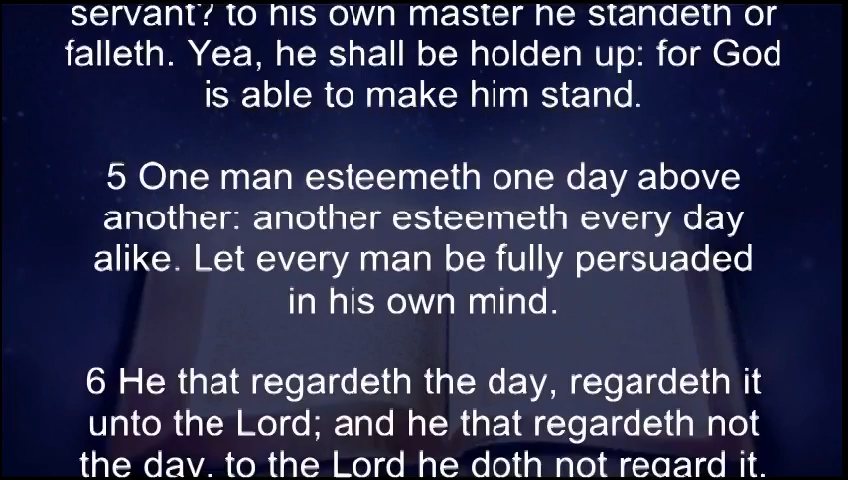 servant? to his own master he standeth or
falleth. Yea, he shall be holden up: for God
is able to make him stand.
5 One man esteemeth one day above
another: another esteemeth every day
alike. Let every man be fully persuaded
in his own mind.
6 He that regardeth the day, regardeth it
unto the Lord; and he that regardeth not
the day, to the Lord he doth not regard it.